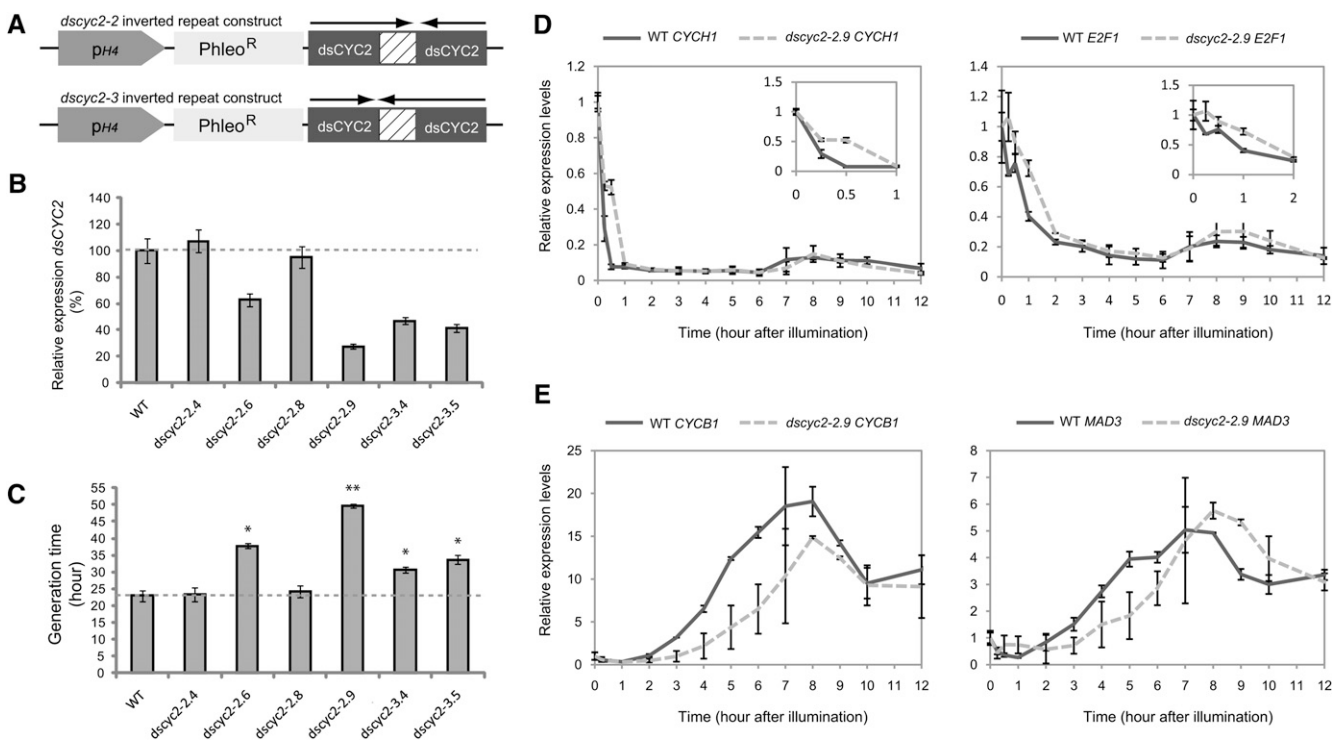 A
dscyc2-2 inverted repeat construct
pH4 PhleoR dsCYC2 dsCYC2
dscyc2-3 inverted repeat construct
pH4 PhleoR dsCYC2 dsCYC2
B
Relative expression dsCYC2
(%)
140
120
100
80
60
40
20
0
WT dscyc2-2.4 dscyc2-2.6 dscyc2-2.8 dscyc2-2.9 dscyc2-3.4 dscyc2-3.5
C
Generation time
(hour)
55
50
45
40
35
30
25
20
15
10
5
0
* ** * *
WT dscyc2-2.4 dscyc2-2.6 dscyc2-2.8 dscyc2-2.9 dscyc2-3.4 dscyc2-3.5
D
WT CYCH1 dscyc2-2.9 CYCH1
Relative expression levels
1.2
1
0.8
0.6
0.4
0.2
0
0 1 2 3 4 5 6 7 8 9 10 11 12
Time (hour after illumination)
1.5
1
0.5
0
0 0.5 1
WT E2F1 dscyc2-2.9 E2F1
1.4
1.2
1
0.8
0.6
0.4
0.2
0
0 1 2 3 4 5 6 7 8 9 10 11 12
Time (hour after illumination)
1.5
1
0.5
0
0 1 2
E
WT CYCB1 dscyc2-2.9 CYCB1
Relative expression levels
25
20
15
10
5
0
0 1 2 3 4 5 6 7 8 9 10 11 12
Time (hour after illumination)
WT MAD3 dscyc2-2.9 MAD3
8
7
6
5
4
3
2
1
0
0 1 2 3 4 5 6 7 8 9 10 11 12
Time (hour after illumination)